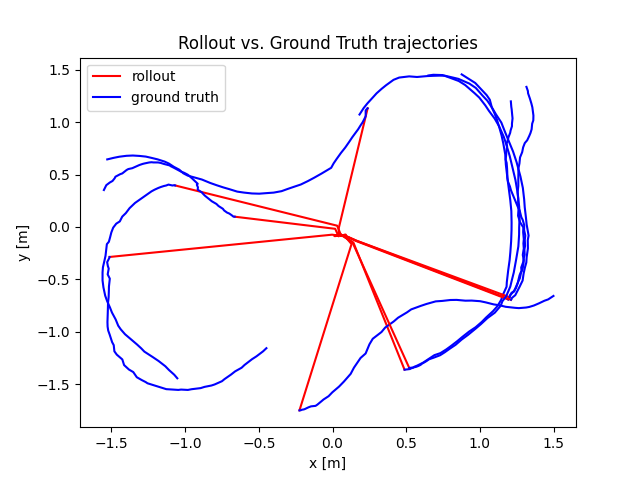 Rollout vs. Ground Truth trajectories
rollout
ground truth
1.5
1.0
0.5
0.0
−0.5
−1.0
−1.5
y [m]
−1.5 −1.0 −0.5 0.0 0.5 1.0 1.5
x [m]